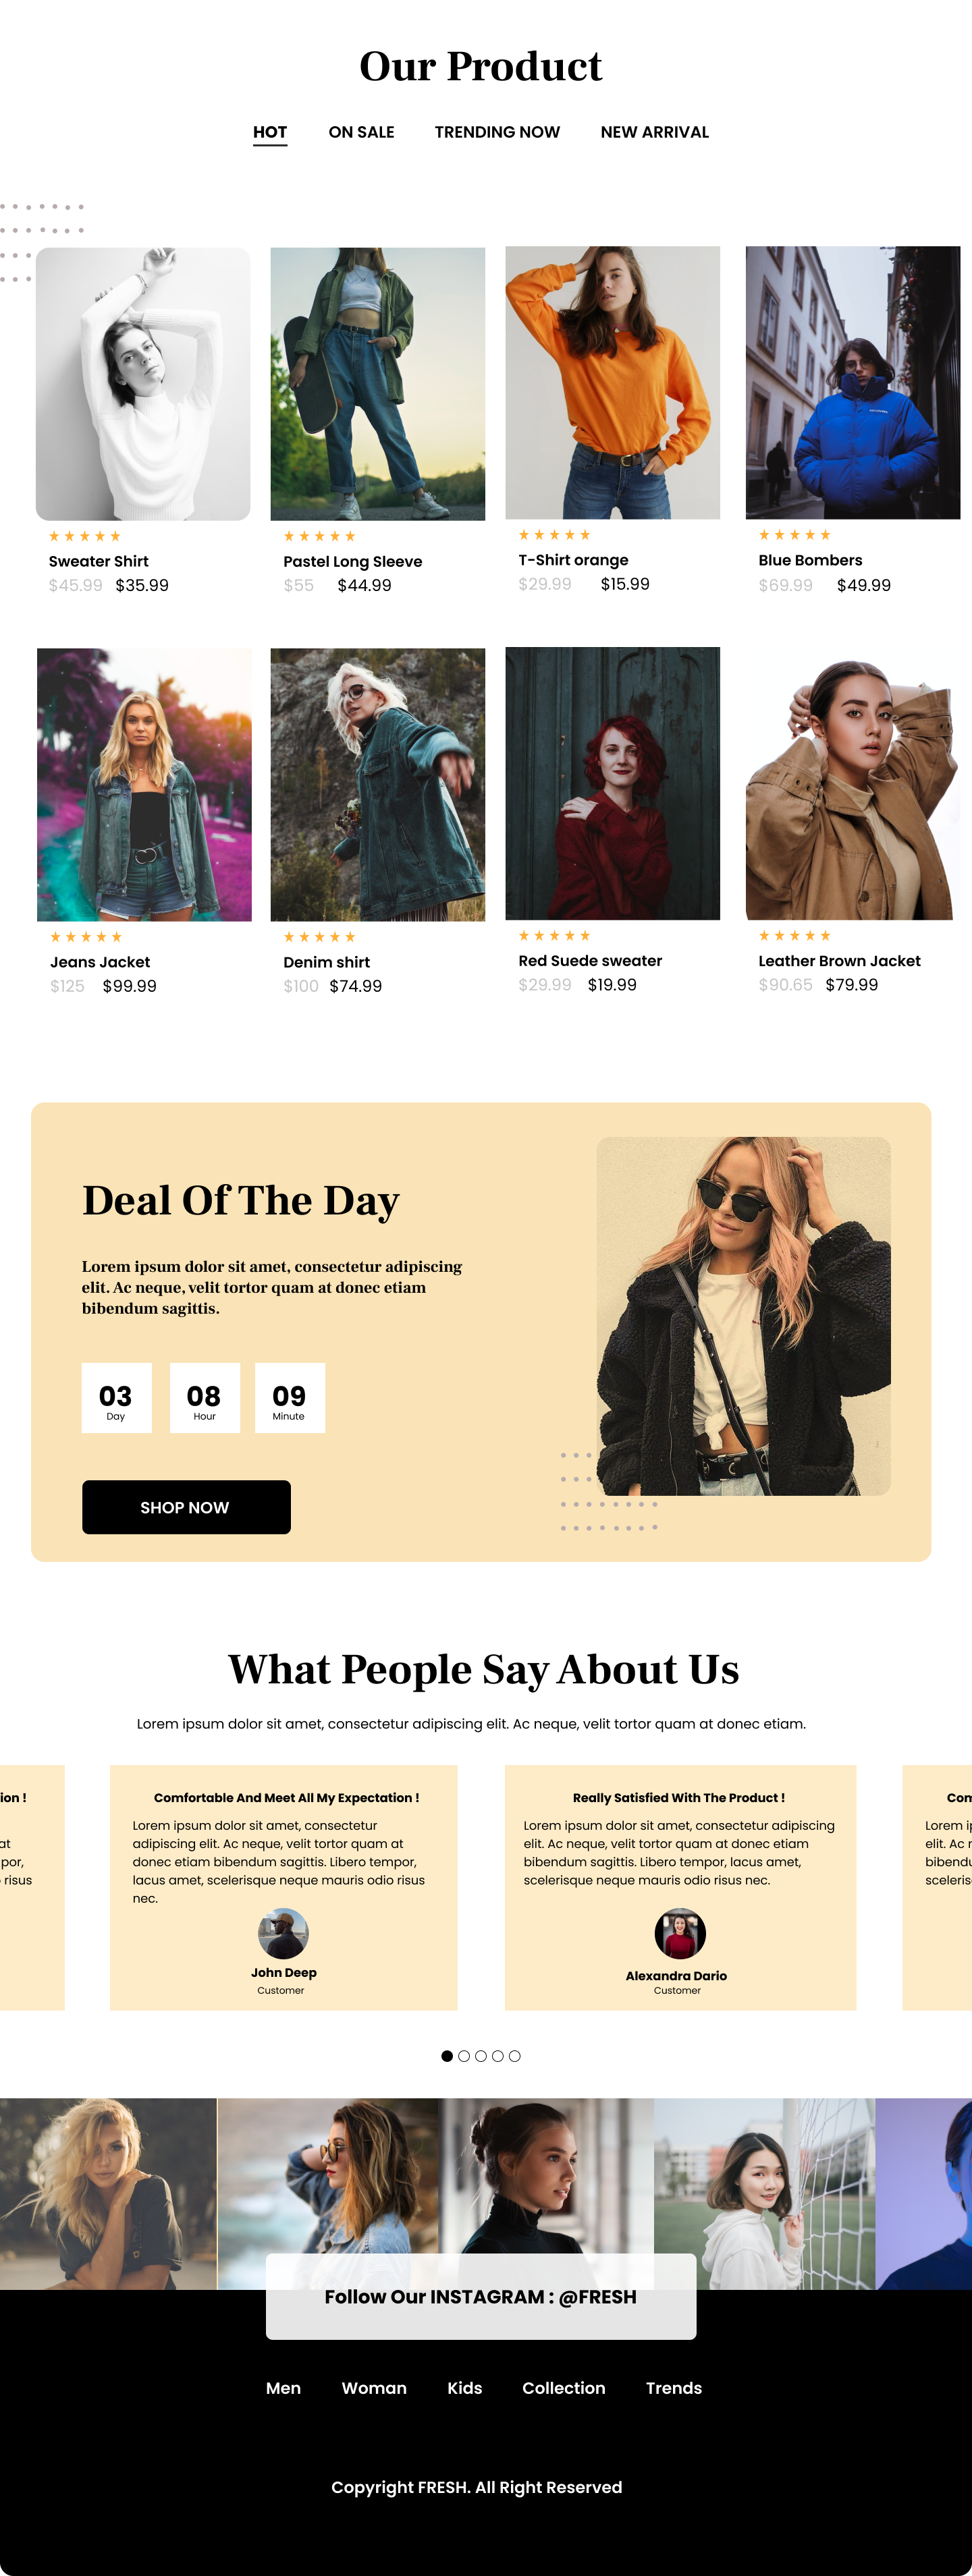 Our Product
HOT ON SALE TRENDING NOW NEW ARRIVAL
Sweater Shirt
$45.99 $35.99
Pastel Long Sleeve
$55 $44.99
T-Shirt orange
$29.99 $15.99
Blue Bombers
$69.99 $49.99
Jeans Jacket
$125 $99.99
Denim shirt
$100 $74.99
Red Suede sweater
$29.99 $19.99
Leather Brown Jacket
$90.65 $79.99
Deal Of The Day
Lorem ipsum dolor sit amet, consectetur adipiscing
elit. Ac neque, velit tortor quam at donec etiam
bibendum sagittis.
03 08 09
Day Hour Minute
SHOP NOW
What People Say About Us
Lorem ipsum dolor sit amet, consectetur adipiscing elit. Ac neque, velit tortor quam at donec etiam.
ion !
at
por,
risus
Comfortable And Meet All My Expectation !
Lorem ipsum dolor sit amet, consectetur
adipiscing elit. Ac neque, velit tortor quam at
donec etiam bibendum sagittis. Libero tempor,
lacus amet, scelerisque neque mauris odio risus
nec.
John Deep
Customer
Really Satisfied With The Product !
Lorem ipsum dolor sit amet, consectetur adipiscing
elit. Ac neque, velit tortor quam at donec etiam
bibendum sagittis. Libero tempor, lacus amet,
scelerisque neque mauris odio risus nec.
Alexandra Dario
Customer
Com
Lorem i
elit. Ac n
bibendu
sceleris
Follow Our INSTAGRAM : @FRESH
Men Woman Kids Collection Trends
Copyright FRESH. All Right Reserved